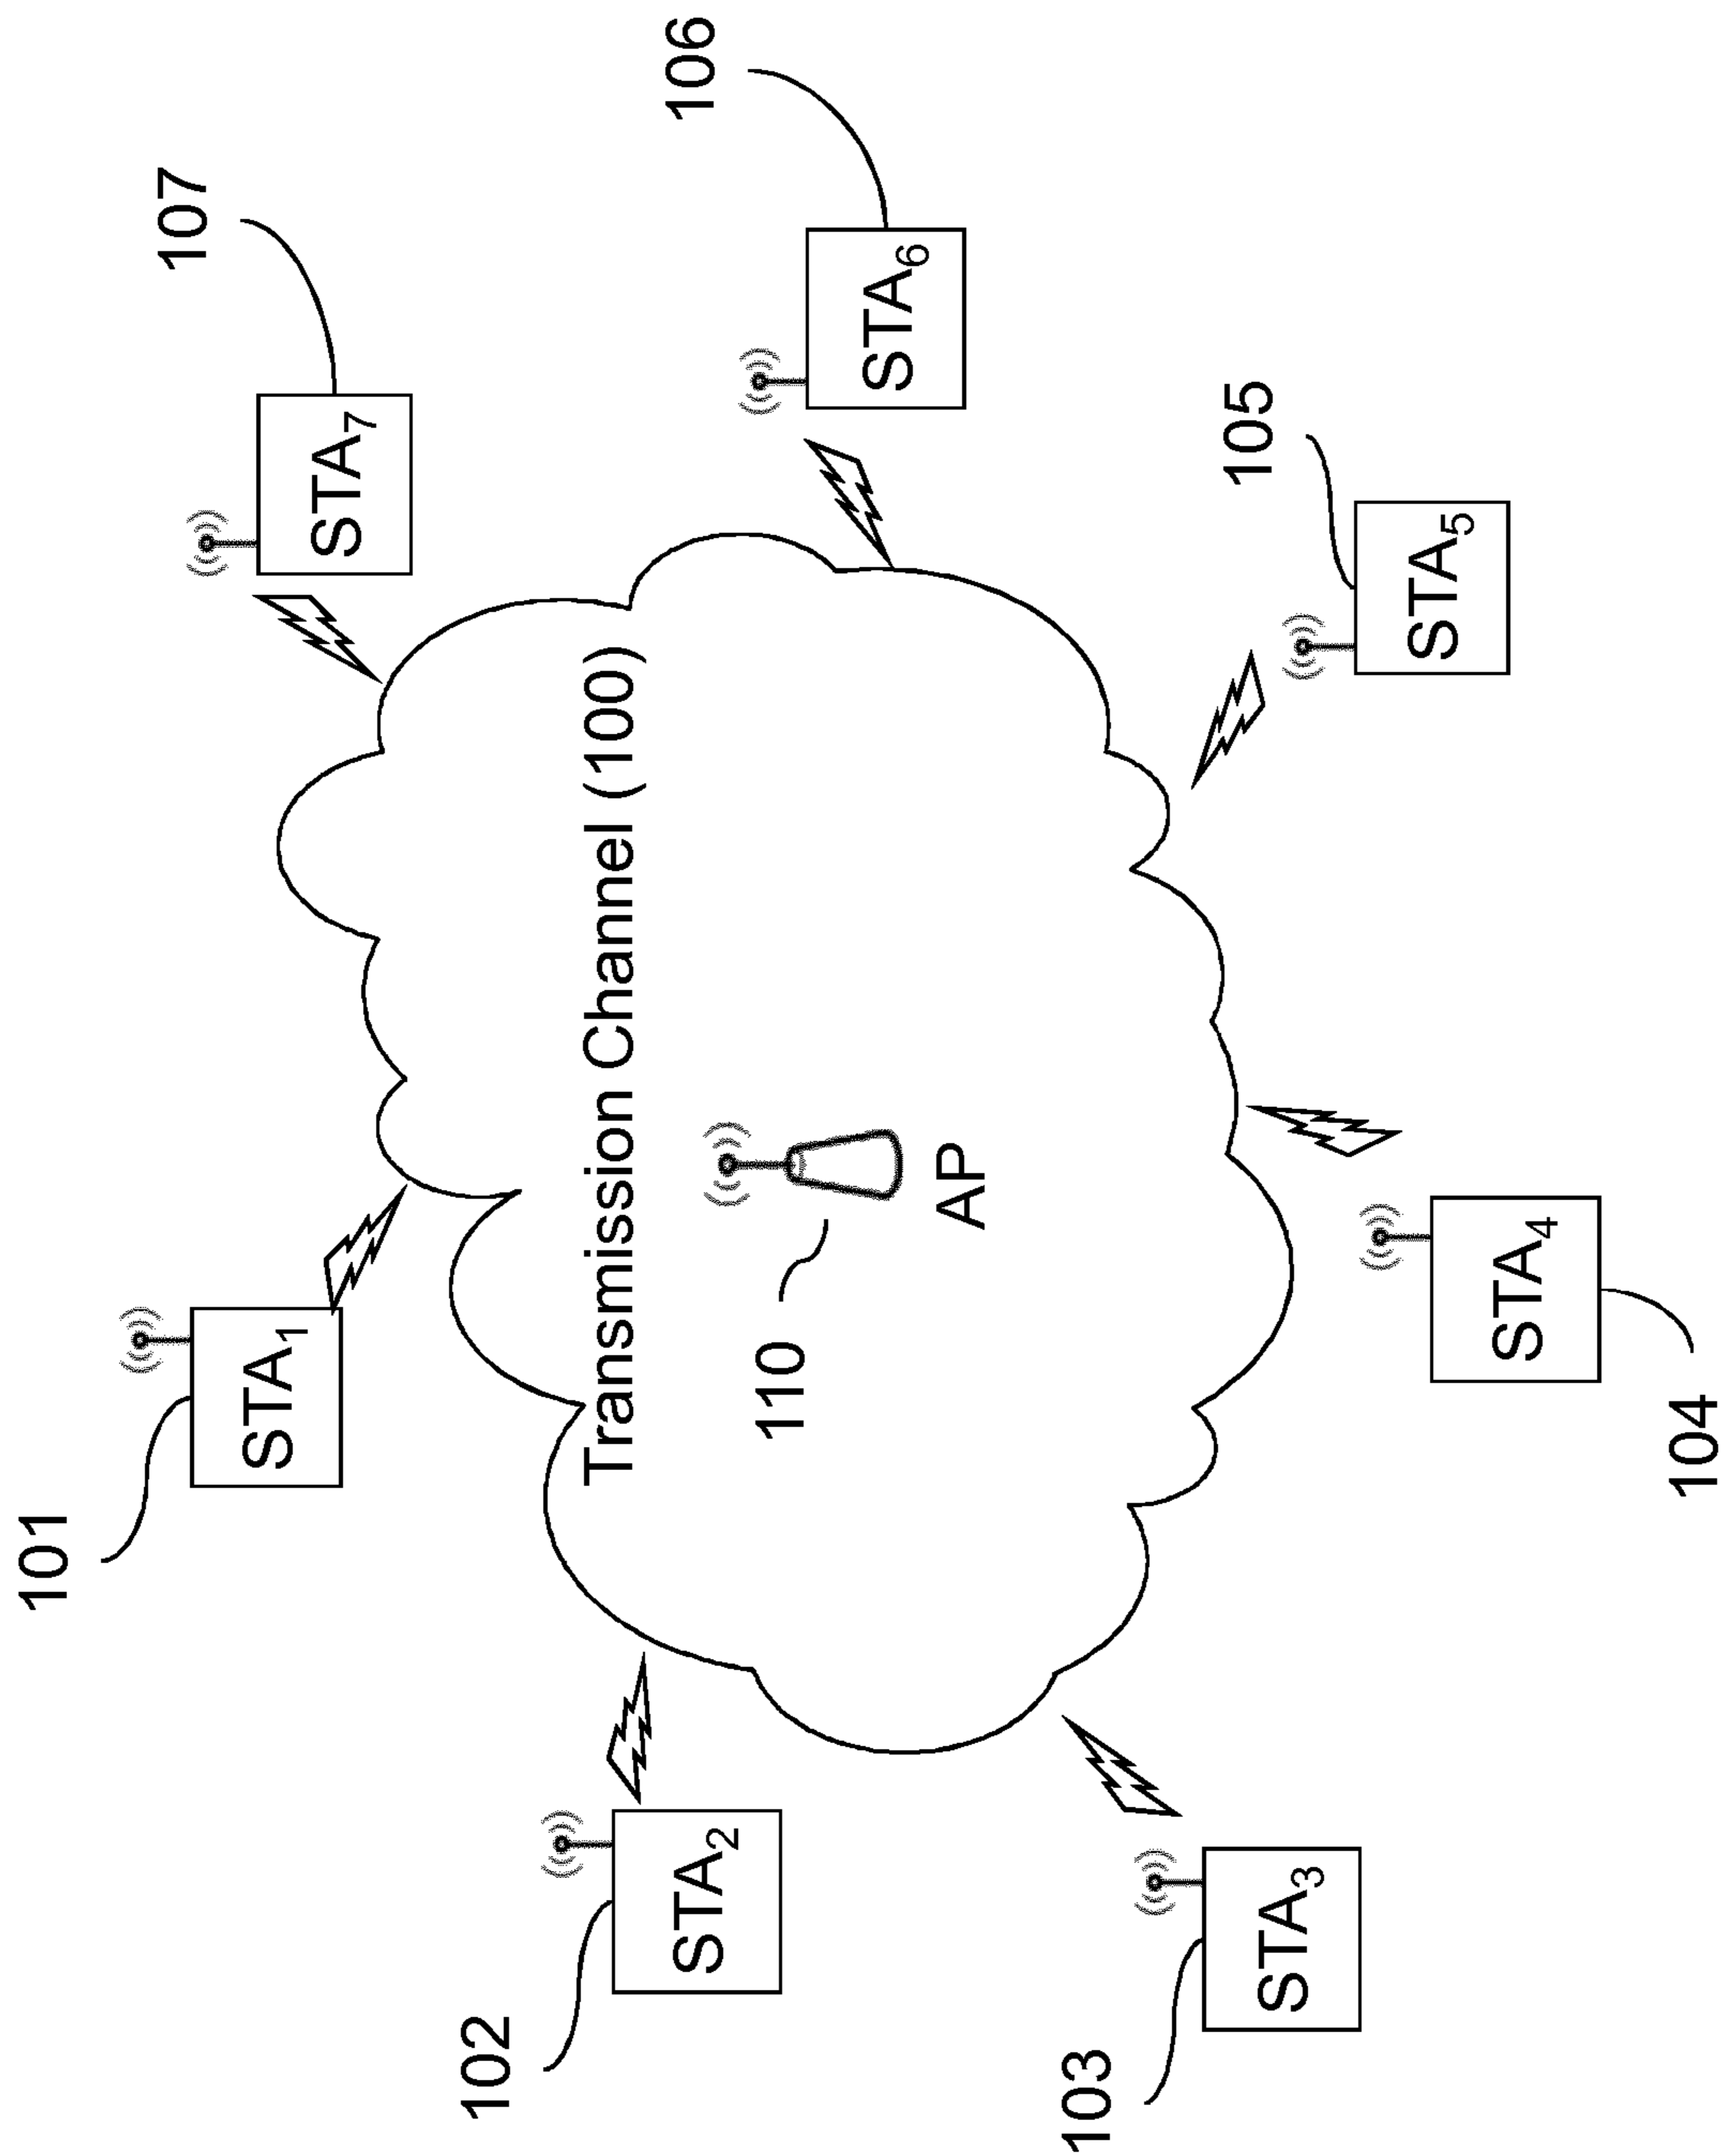 101
STA1
107
STA7
102
STA2
Transmission Channel (100)
106
STA6
110
AP
103
STA3
105
STA5
104
STA4